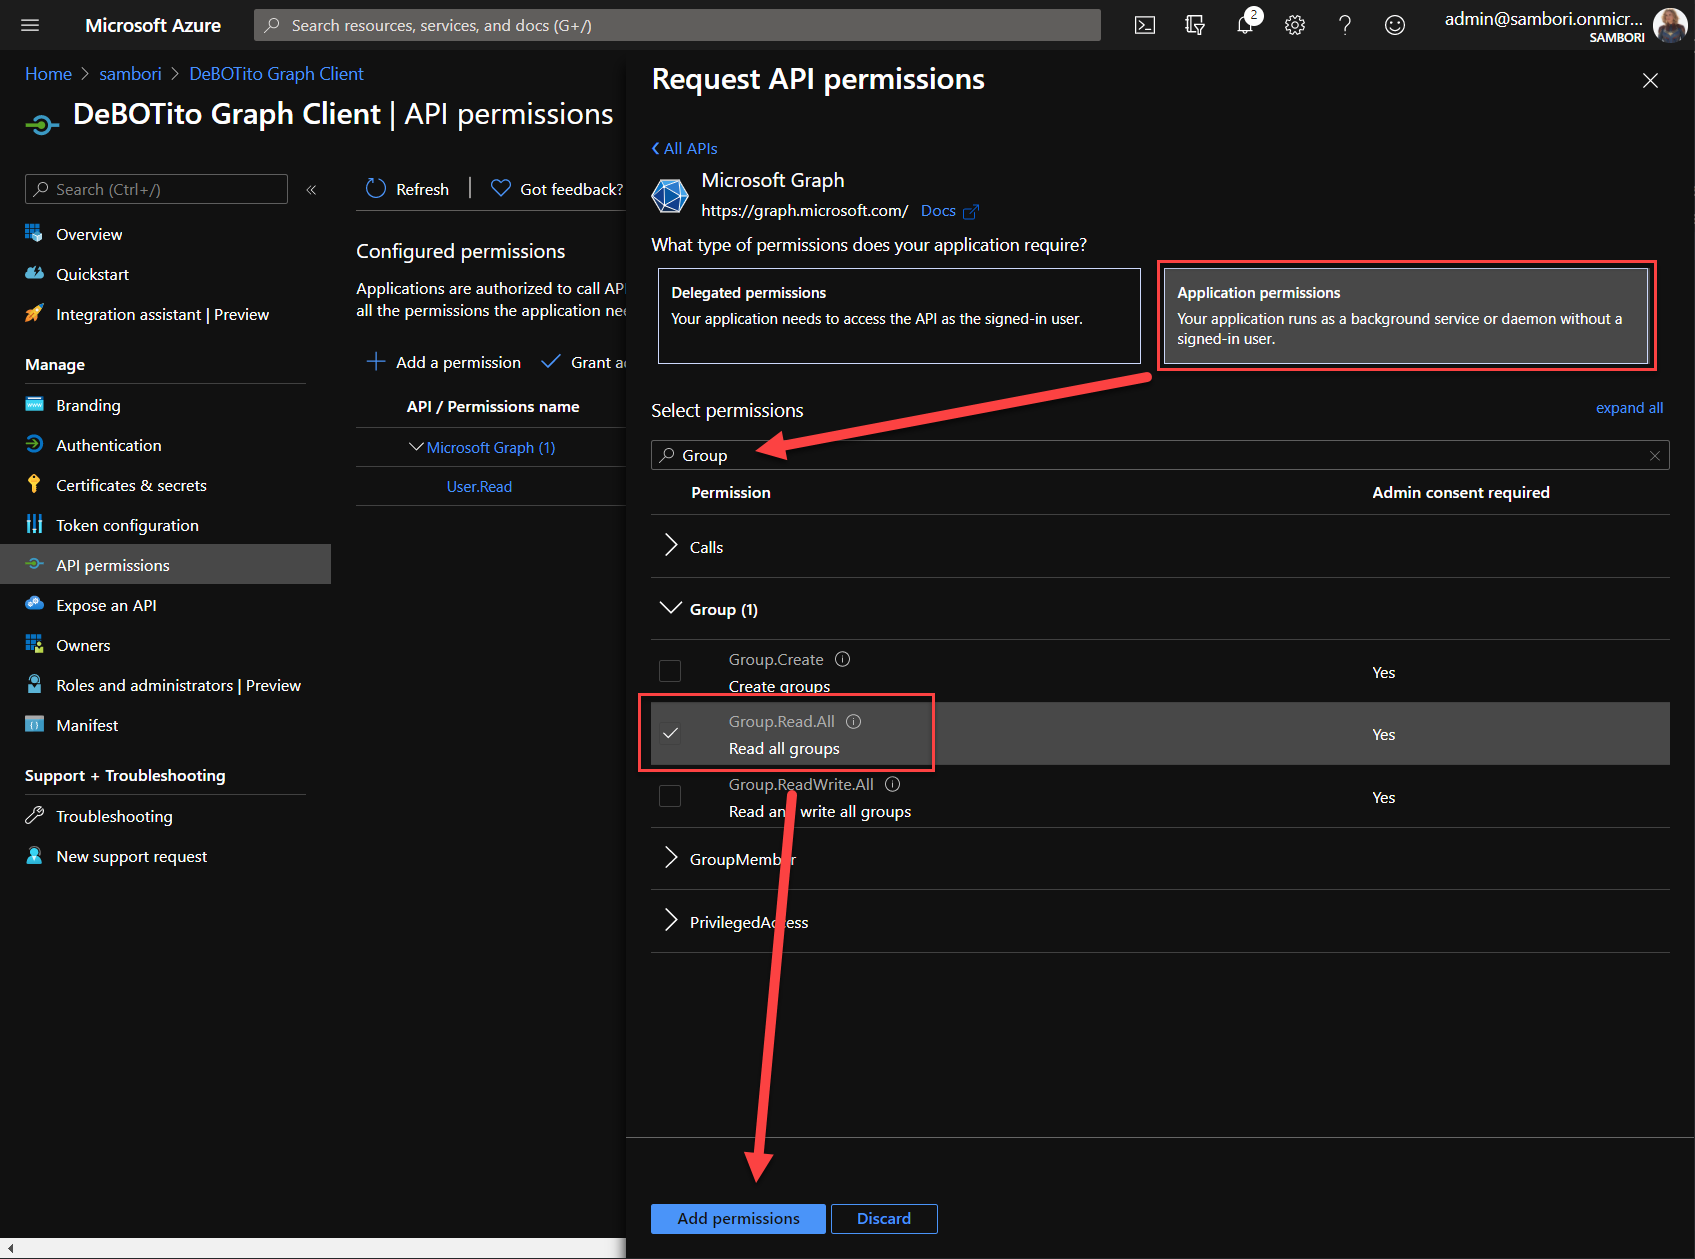 Microsoft Azure
Search resources, services, and docs (G+/)
2
admin@sambori.onmicr...
SAMBORI
Home > sambori > DeBOTito Graph Client
DeBOTito Graph Client | API permissions
Search (Ctrl+/)
«
Overview
Quickstart
Integration assistant | Preview
Manage
Branding
Authentication
Certificates & secrets
Token configuration
API permissions
Expose an API
Owners
Roles and administrators | Preview
Manifest
Support + Troubleshooting
Troubleshooting
New support request
Refresh | Got feedback?
Configured permissions
Applications are authorized to call API
all the permissions the application nee
Add a permission
Grant ad
API / Permissions name
Microsoft Graph (1)
User.Read
Request API permissions
All APIs
Microsoft Graph
https://graph.microsoft.com/ Docs
What type of permissions does your application require?
Delegated permissions
Your application needs to access the API as the signed-in user.
Application permissions
Your application runs as a background service or daemon without a
signed-in user.
Select permissions
expand all
Group
Permission
Admin consent required
Calls
Group (1)
Group.Create
Create groups
Yes
Group.Read.All
Read all groups
Yes
Group.ReadWrite.All
Read and write all groups
Yes
GroupMember
PrivilegedAccess
Add permissions
Discard